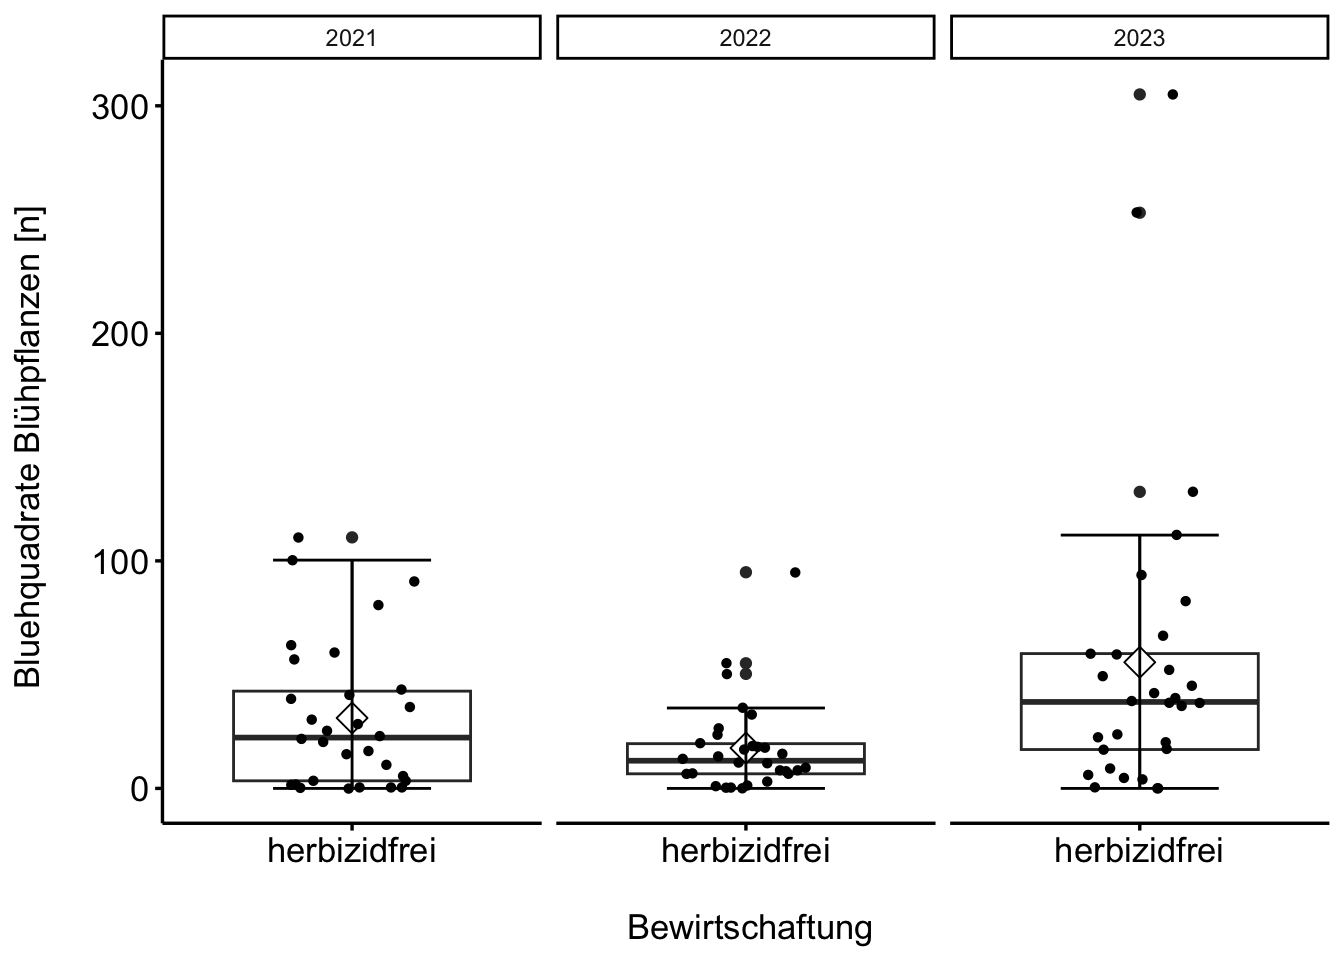 2021
2022
2023
Bluehquadrate Blühpflanzen [n]
300
200
100
0
herbizidfrei
herbizidfrei
herbizidfrei
Bewirtschaftung